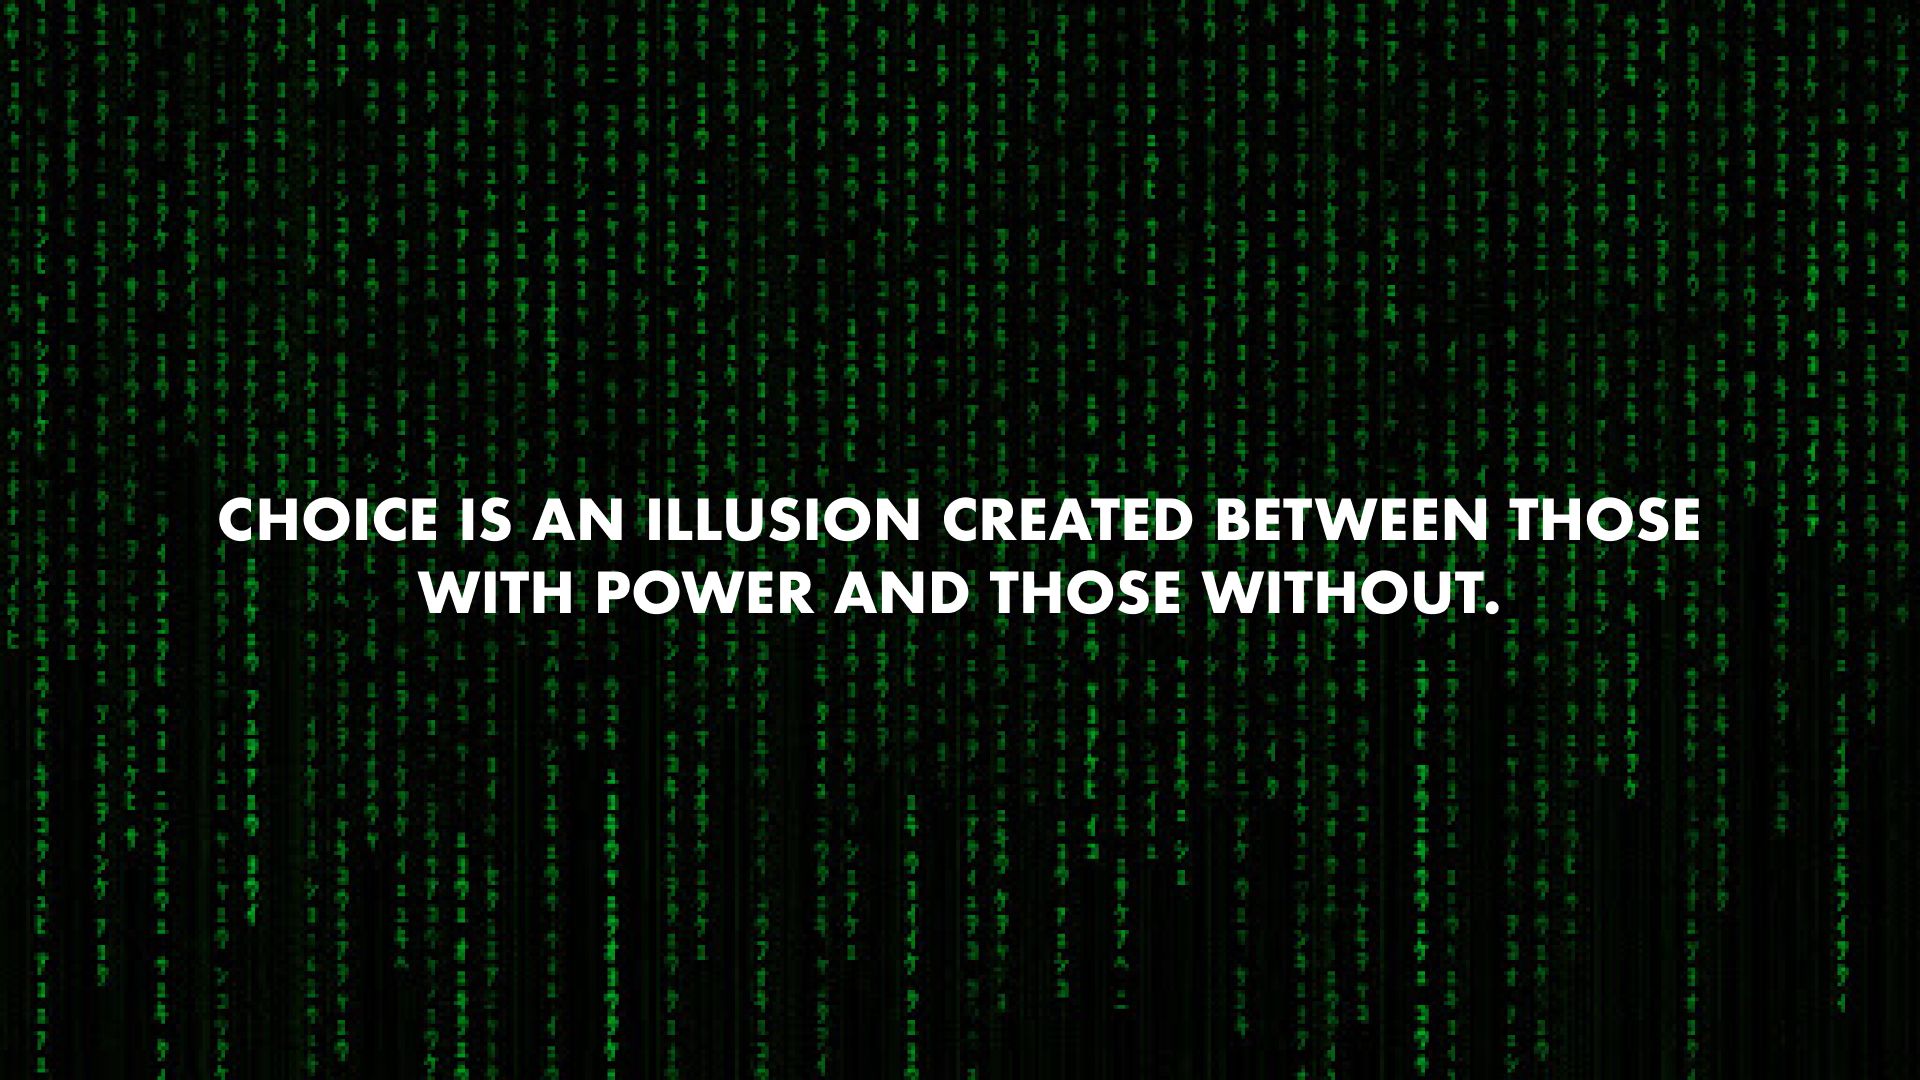 CHOICE IS AN ILLUSION CREATED BETWEEN THOSE
WITH POWER AND THOSE WITHOUT.